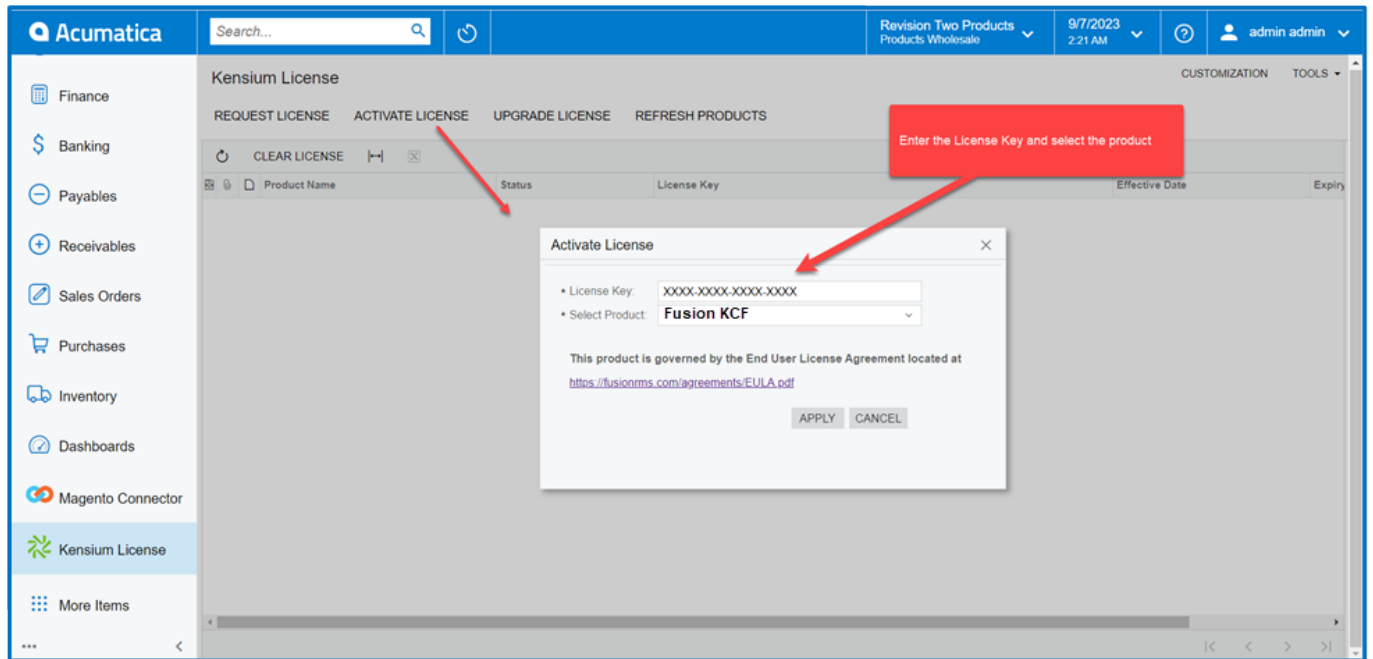 Acumatica
Search...
Revision Two Products
Products Wholesale
9/7/2023
2:21 AM
admin admin
Finance
Banking
Payables
Receivables
Sales Orders
Purchases
Inventory
Dashboards
Magento Connector
Kensium License
More Items
Kensium License
CUSTOMIZATION TOOLS
REQUEST LICENSE ACTIVATE LICENSE UPGRADE LICENSE REFRESH PRODUCTS
CLEAR LICENSE
Product Name Status License Key Effective Date Expiry
Enter the License Key and select the product
Activate License
* License Key: XXXX-XXXX-XXXX-XXXX
* Select Product: Fusion KCF
This product is governed by the End User License Agreement located at
https://fusionrms.com/agreements/EULA.pdf
APPLY CANCEL